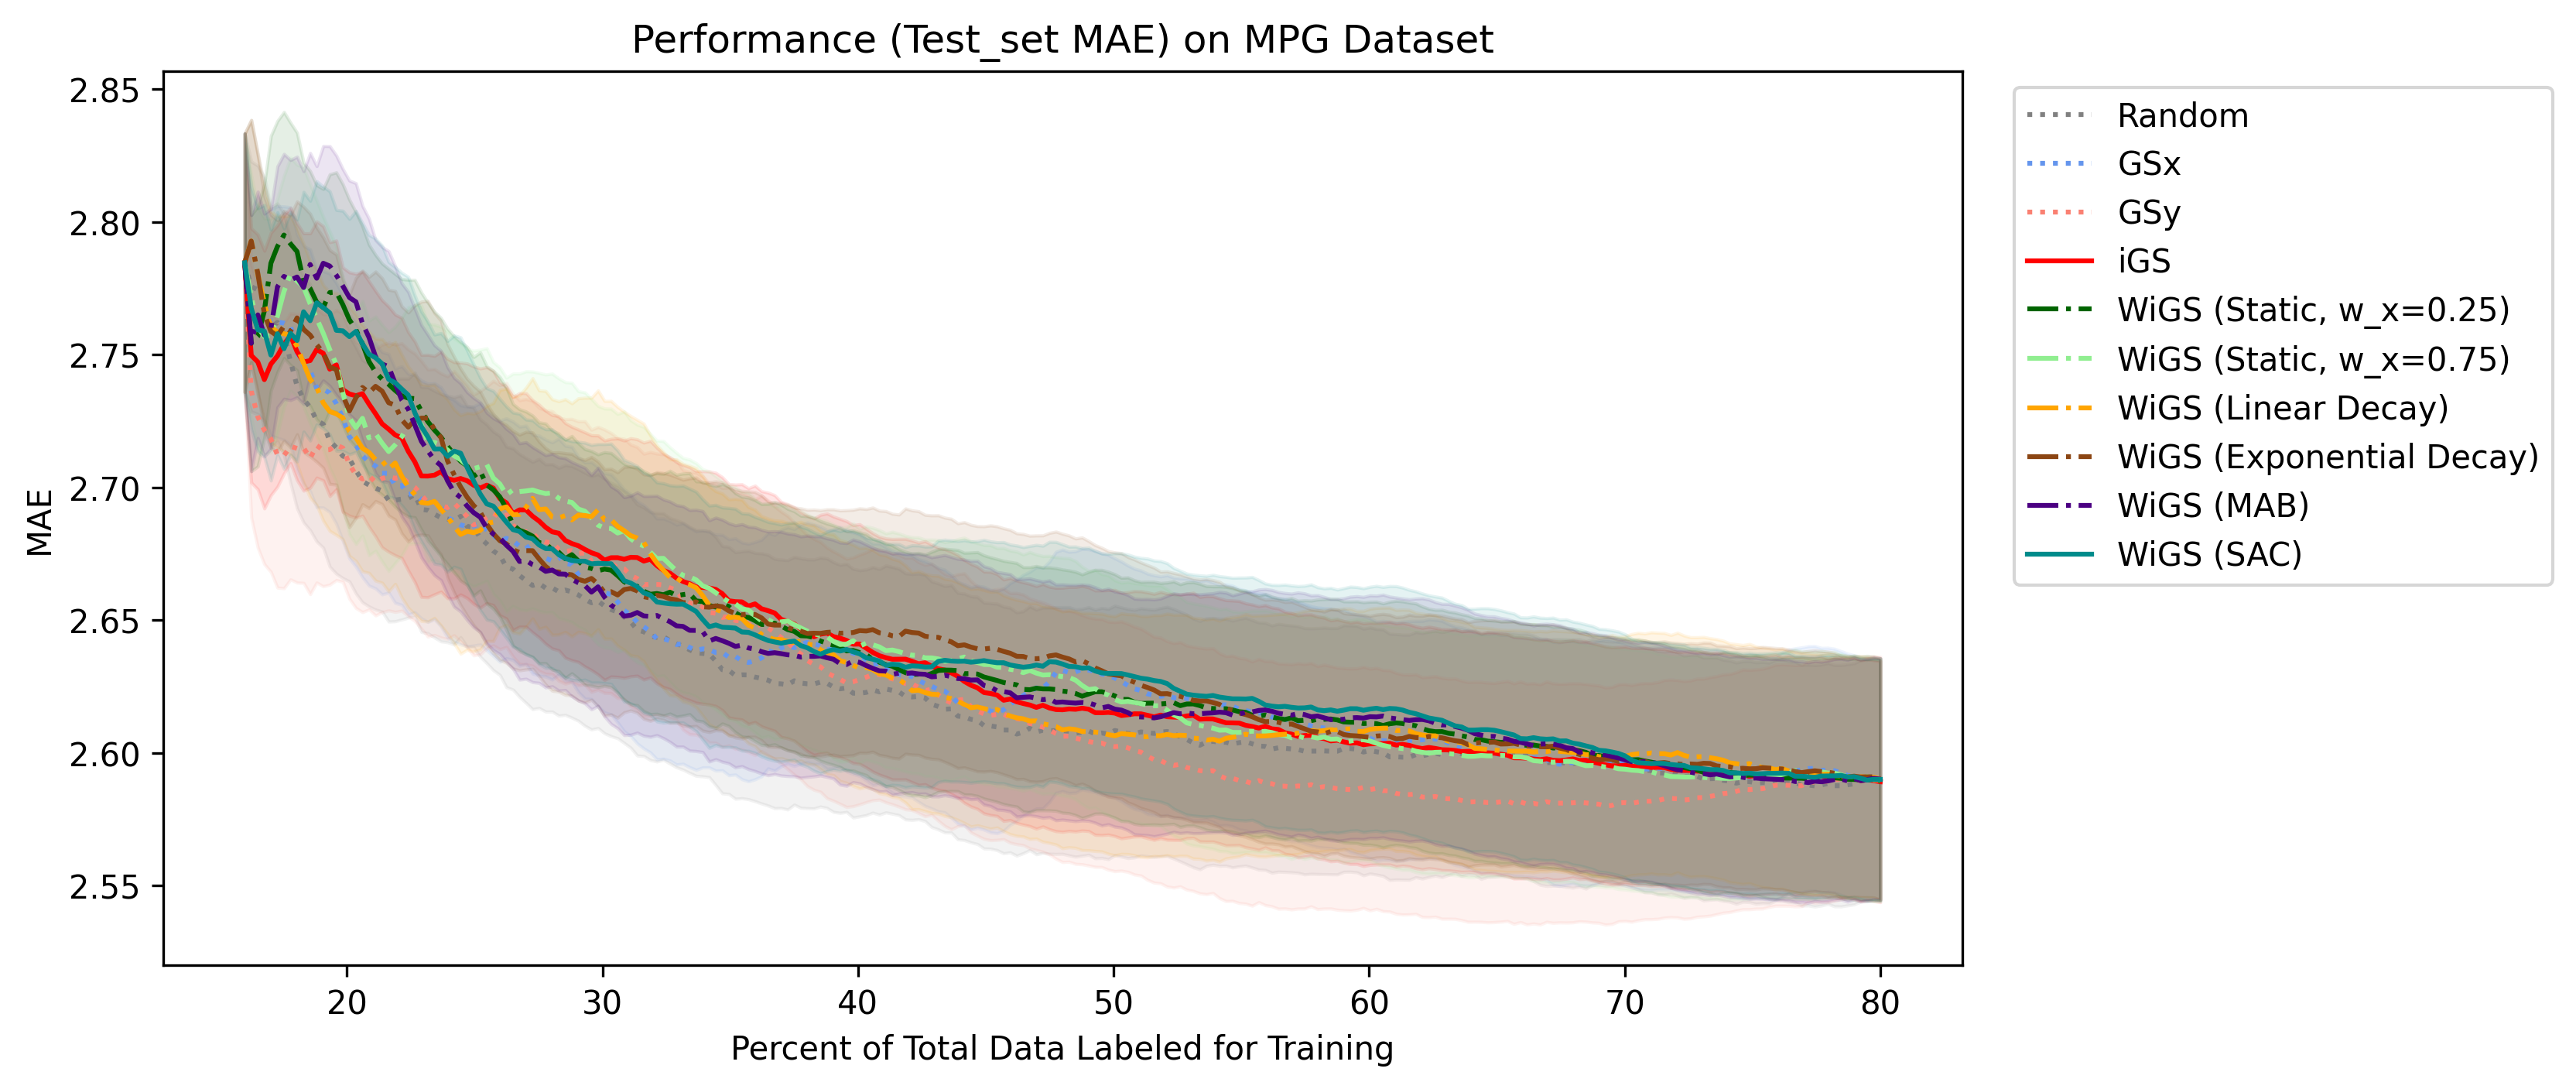 Performance (Test_set MAE) on MPG Dataset
MAE
2.85
2.80
2.75
2.70
2.65
2.60
2.55
20
30
40
50
60
70
80
Percent of Total Data Labeled for Training
Random
GSx
GSy
iGS
WiGS (Static, w_x=0.25)
WiGS (Static, w_x=0.75)
WiGS (Linear Decay)
WiGS (Exponential Decay)
WiGS (MAB)
WiGS (SAC)